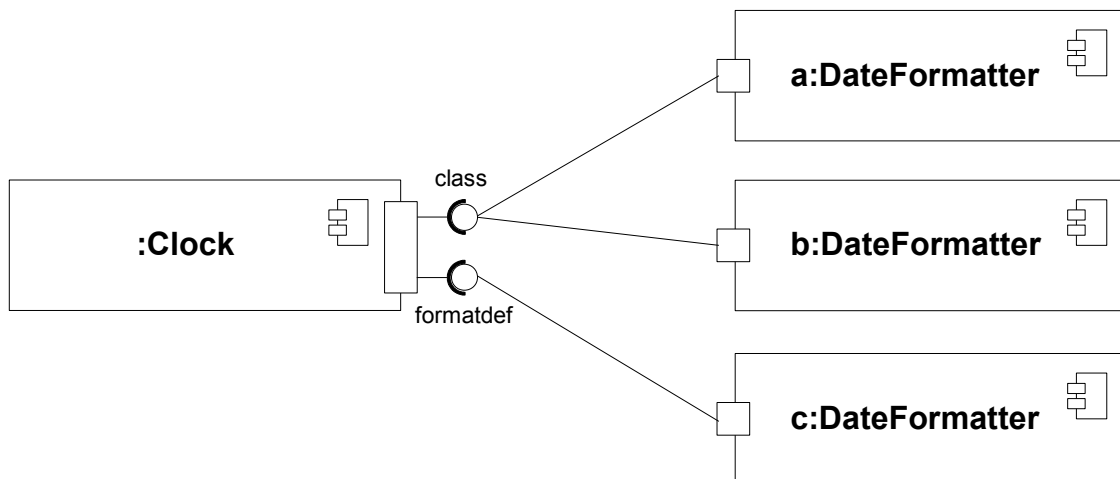 a:DateFormatter
class
:Clock
b:DateFormatter
formatdef
c:DateFormatter